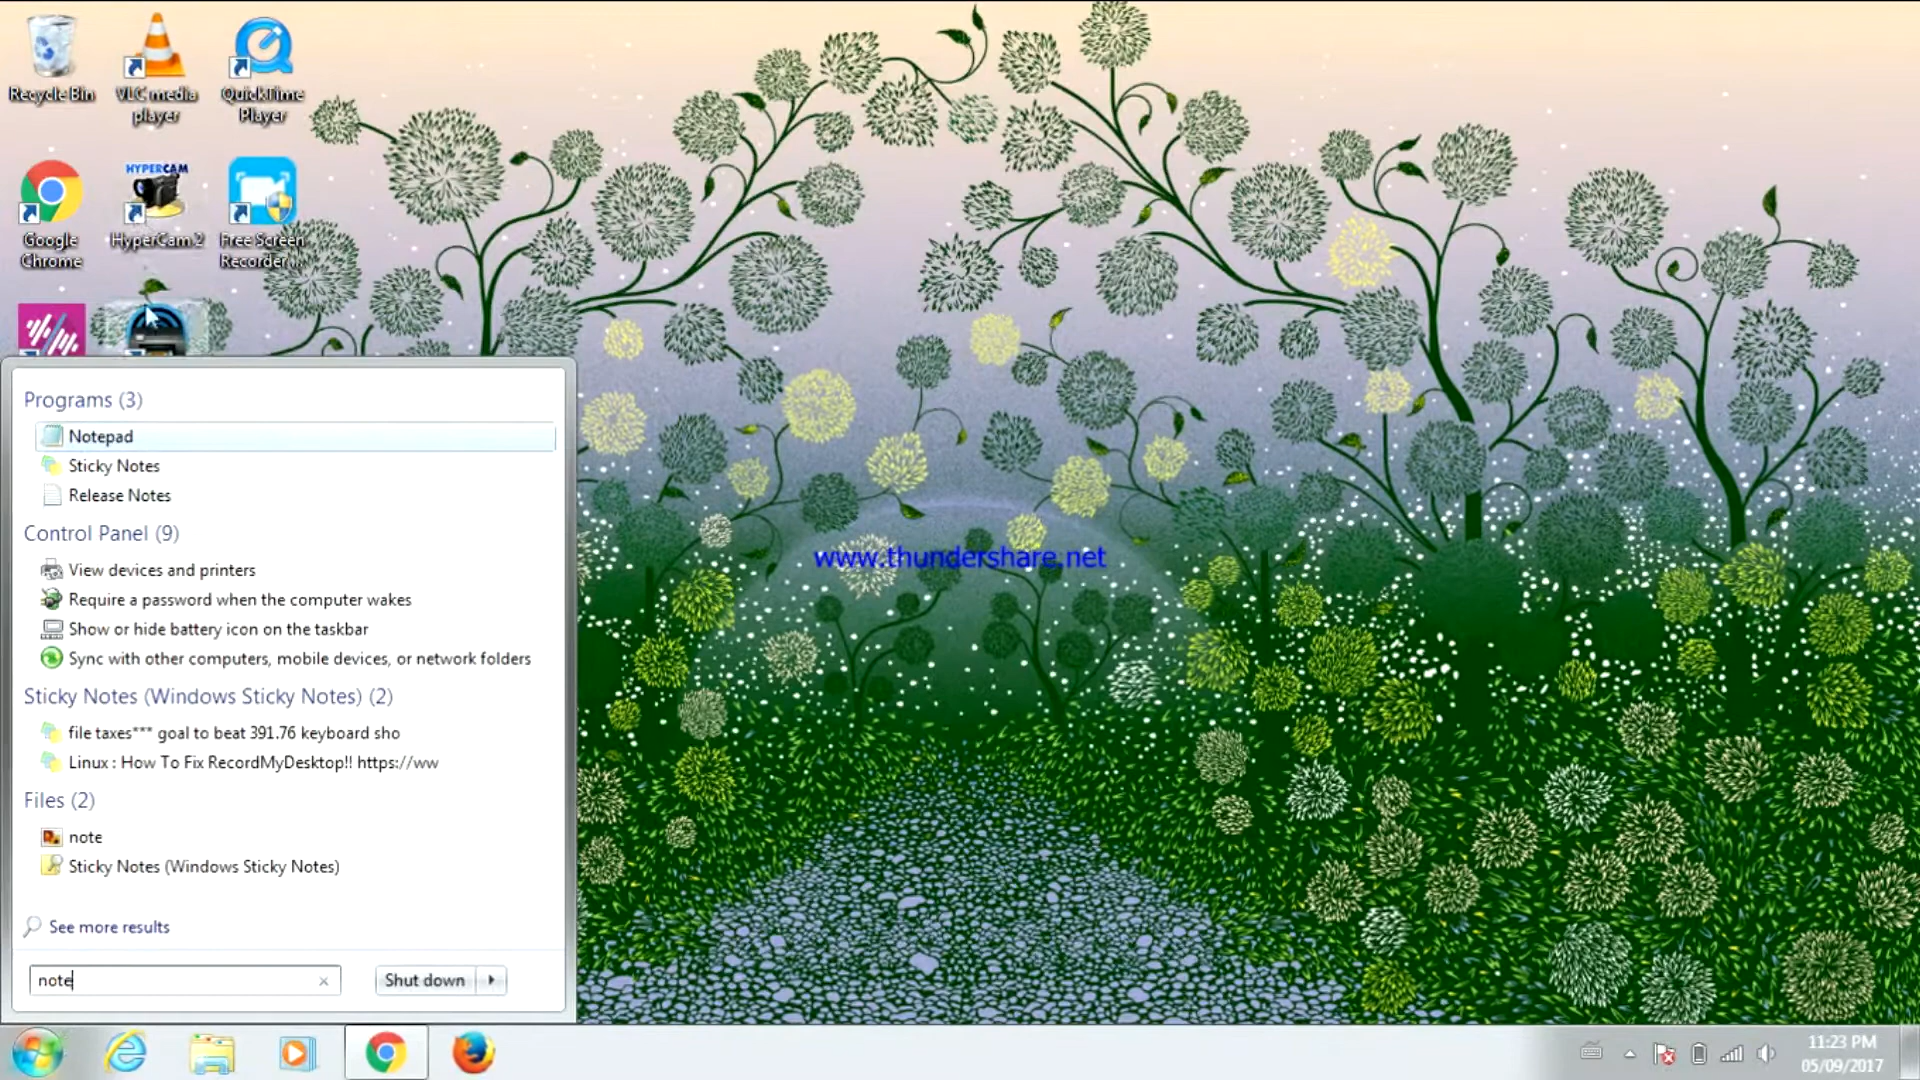 Recycle Bin
VLC media player
QuickTime Player
Google Chrome
HYPERCAM
HyperCam 2
Free Screen Recorder ...
Programs (3)
Notepad
Sticky Notes
Release Notes
Control Panel (9)
View devices and printers
Require a password when the computer wakes
Show or hide battery icon on the taskbar
Sync with other computers, mobile devices, or network folders
Sticky Notes (Windows Sticky Notes) (2)
file taxes*** goal to beat 391.76 keyboard sho
Linux : How To Fix RecordMyDesktop!! https://ww
Files (2)
note
Sticky Notes (Windows Sticky Notes)
See more results
note
Shut down
www.thundershare.net
11:23 PM
05/09/2017